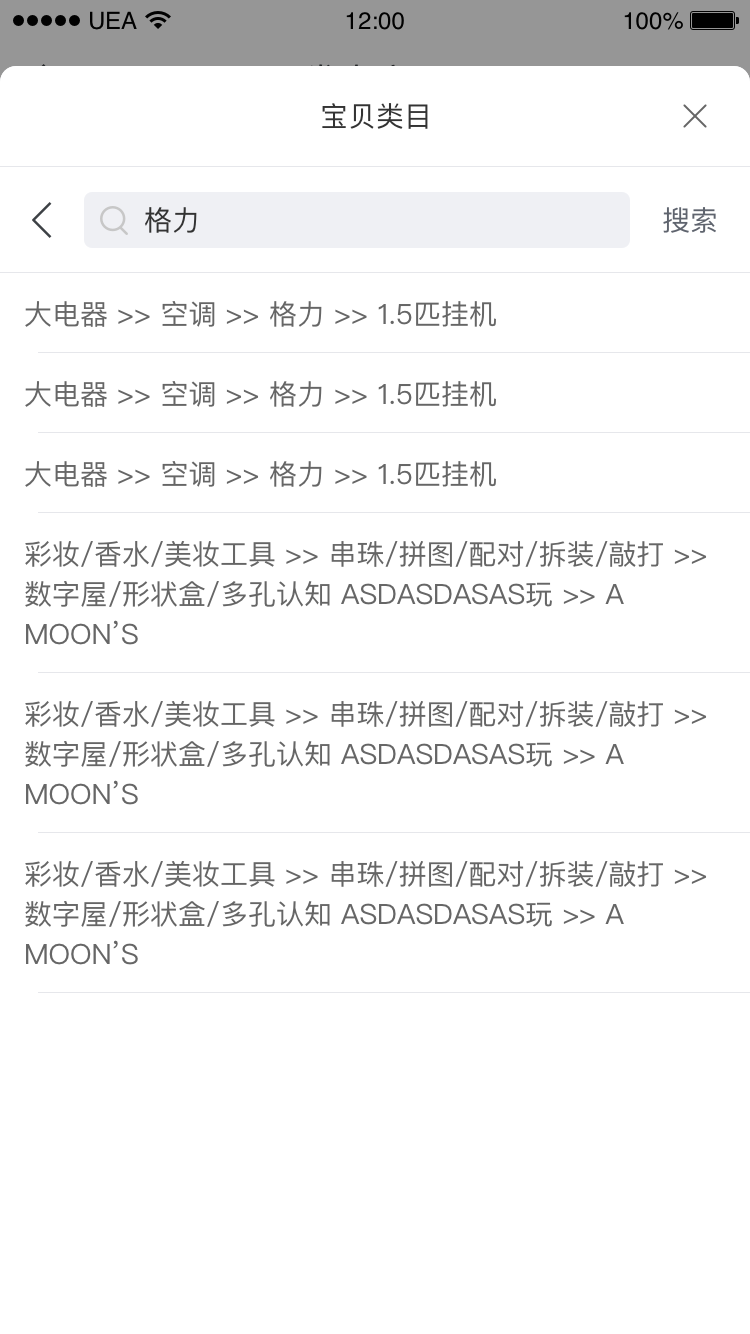 UEA 12:00 100%
宝贝类目
格力 搜索
大电器 >> 空调 >> 格力 >> 1.5匹挂机
大电器 >> 空调 >> 格力 >> 1.5匹挂机
大电器 >> 空调 >> 格力 >> 1.5匹挂机
彩妆/香水/美妆工具 >> 串珠/拼图/配对/拆装/敲打 >>
数字屋/形状盒/多孔认知 ASDASDASAS玩 >> A
MOON’S
彩妆/香水/美妆工具 >> 串珠/拼图/配对/拆装/敲打 >>
数字屋/形状盒/多孔认知 ASDASDASAS玩 >> A
MOON’S
彩妆/香水/美妆工具 >> 串珠/拼图/配对/拆装/敲打 >>
数字屋/形状盒/多孔认知 ASDASDASAS玩 >> A
MOON’S